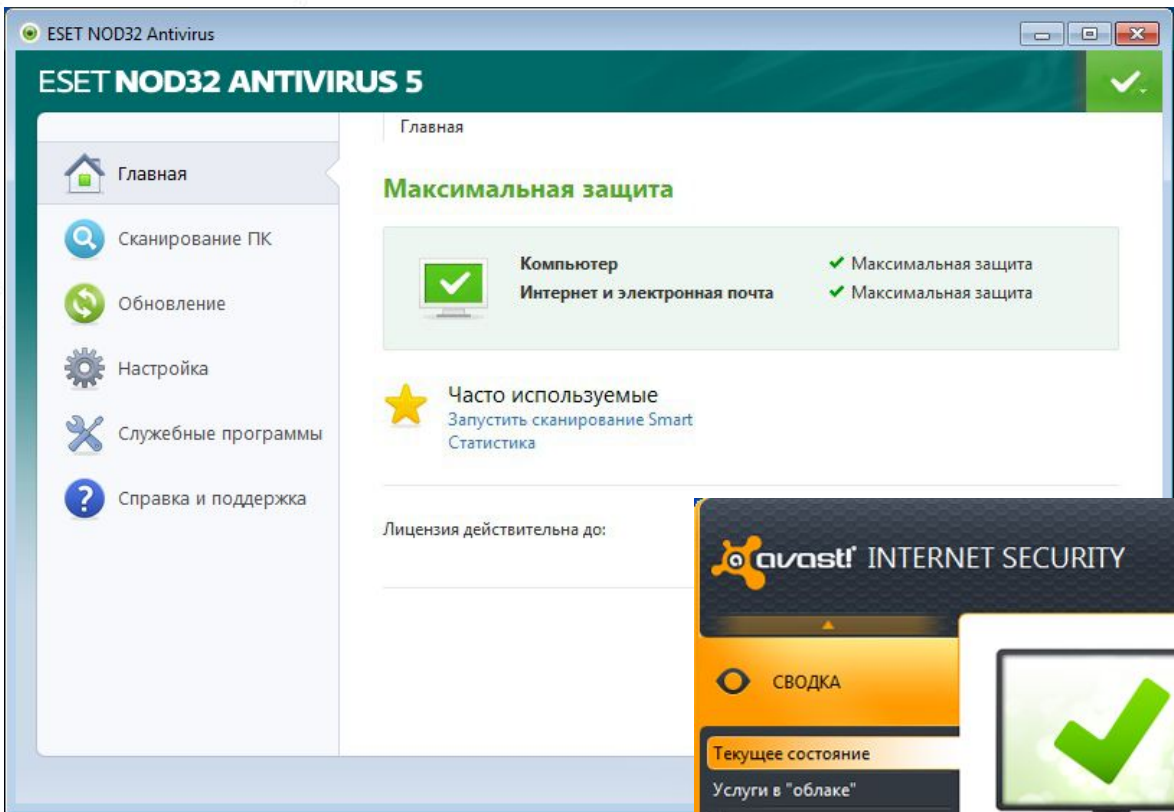 ESET NOD32 Antivirus
ESET NOD32 ANTIVIRUS 5
Главная
Главная
Сканирование ПК
Обновление
Настройка
Служебные программы
Справка и поддержка
Максимальная защита
Компьютер
Максимальная защита
Интернет и электронная почта
Максимальная защита
Часто используемые
Запустить сканирование Smart
Статистика
Лицензия действительна до:
avast! INTERNET SECURITY
СВОДКА
Текущее состояние
Услуги в "облаке"